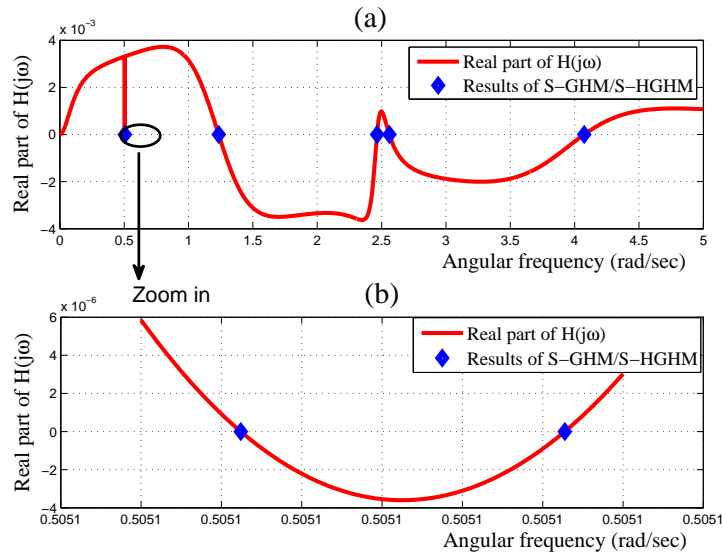 (a)
x 10⁻³
4
2
0
−2
−4
Real part of H(jω)
Real part of H(jω)
Results of S−GHM/S−HGHM
0 0.5 1 1.5 2 2.5 3 3.5 4 4.5 5
Angular frequency (rad/sec)
Zoom in
(b)
x 10⁻⁶
6
4
2
0
−2
−4
Real part of H(jω)
Real part of H(jω)
Results of S−GHM/S−HGHM
0.5051 0.5051 0.5051 0.5051 0.5051 0.5051 0.5051 0.5051 0.5051
Angular frequency (rad/sec)